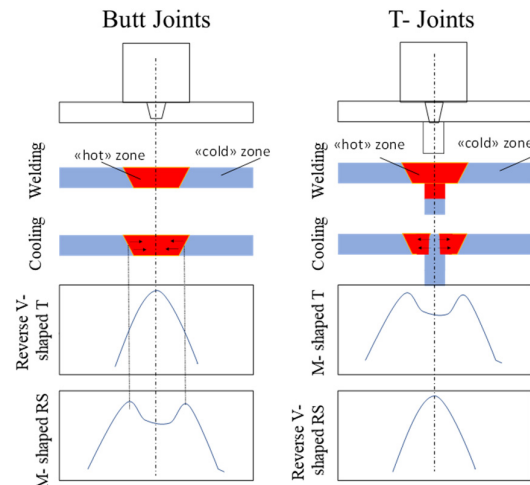 Butt Joints
T- Joints
Welding
«hot» zone
«cold» zone
«hot» zone
«cold» zone
Welding
Cooling
Cooling
Reverse V-
shaped T
M- shaped T
M- shaped RS
Reverse V-
shaped RS